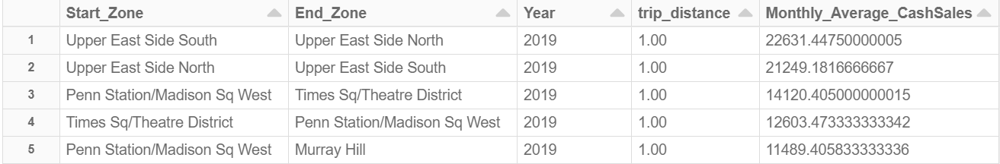 Start_Zone End_Zone Year trip_distance Monthly_Average_CashSales
1 Upper East Side South Upper East Side North 2019 1.00 22631.44750000005
2 Upper East Side North Upper East Side South 2019 1.00 21249.1816666667
3 Penn Station/Madison Sq West Times Sq/Theatre District 2019 1.00 14120.405000000015
4 Times Sq/Theatre District Penn Station/Madison Sq West 2019 1.00 12603.473333333342
5 Penn Station/Madison Sq West Murray Hill 2019 1.00 11489.405833333336